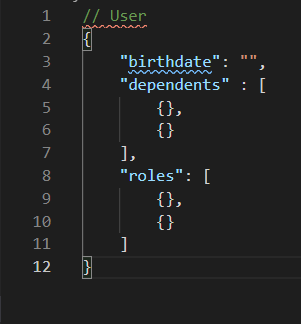 1 // User
2 {
3 "birthdate": "",
4 "dependents" : [
5 {},
6 {}
7 ],
8 "roles": [
9 {},
10 {}
11 ]
12 }